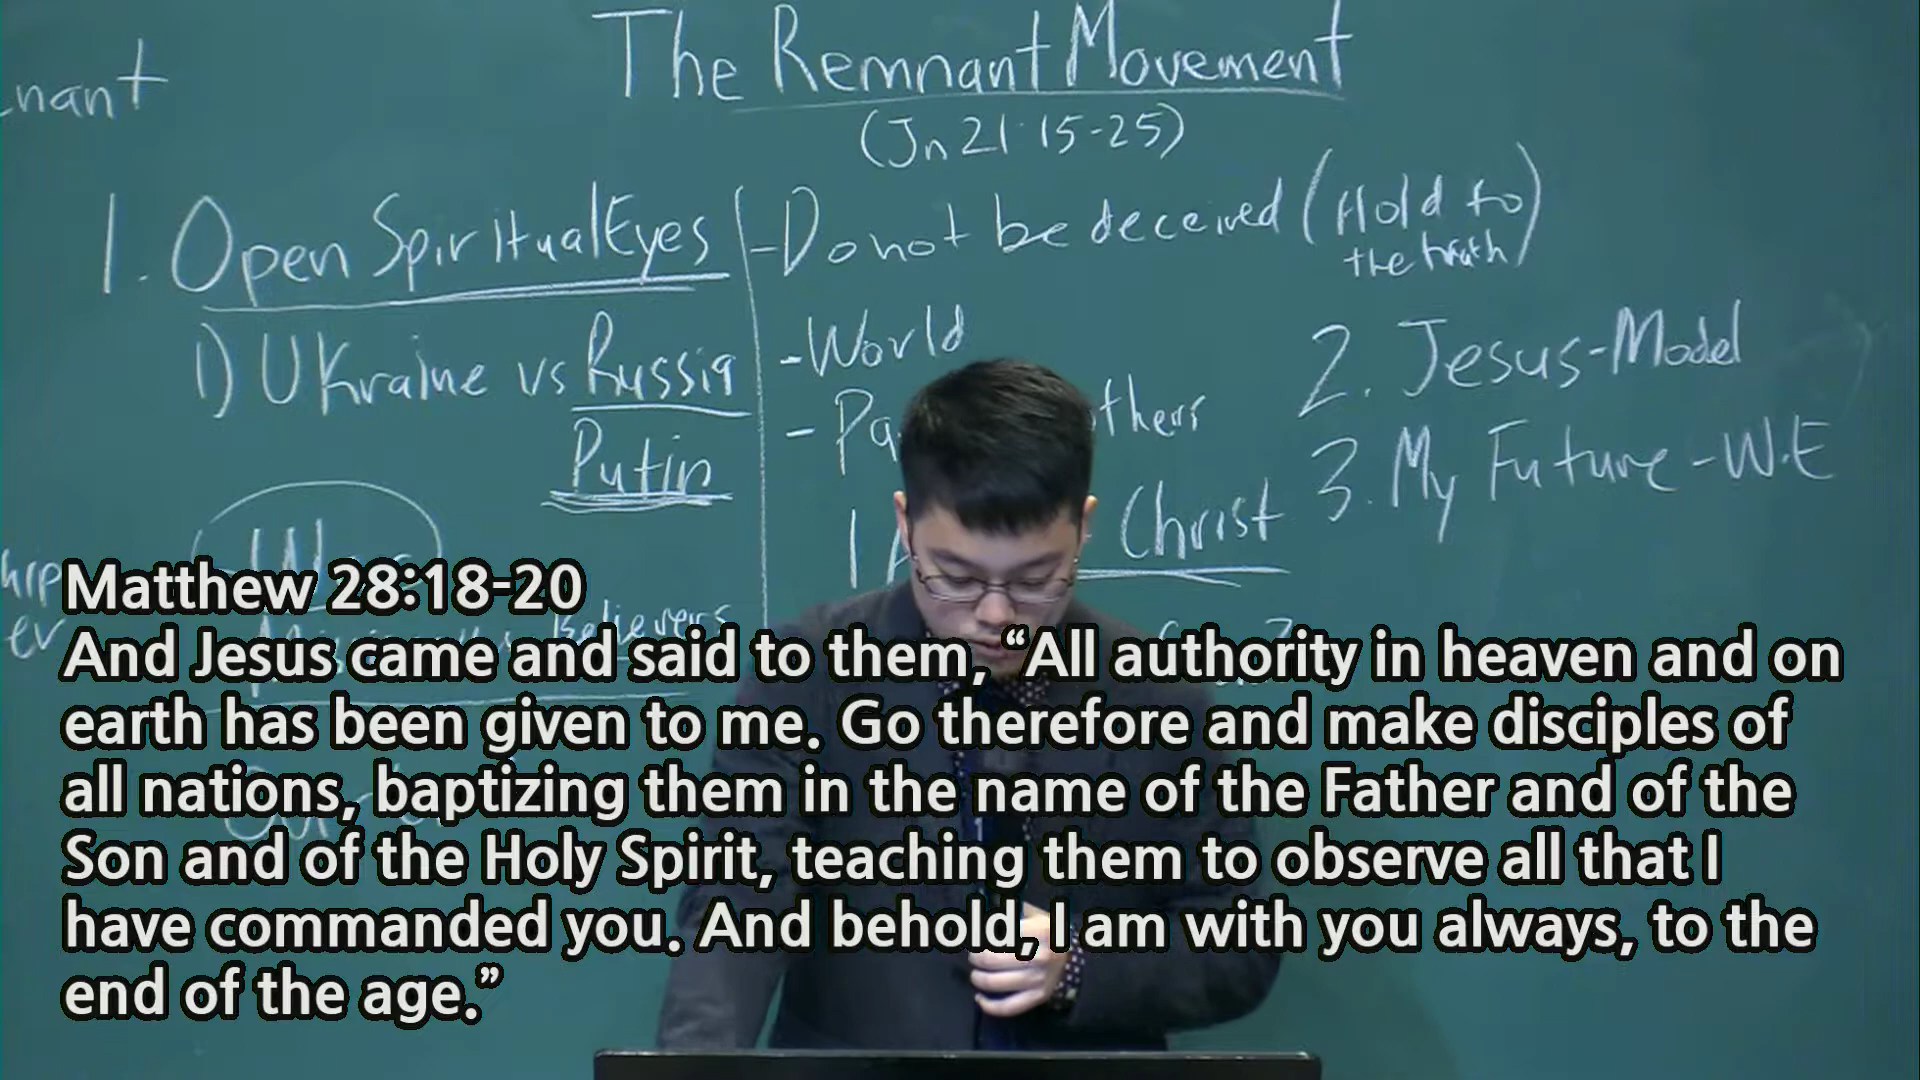 The Remnant Movement
(Jn 21:15-25)
nant
1. Open Spiritual Eyes
- Do not be deceived (Hold to
the truth)
1) Ukraine vs Russia
Putin
- World
- Pa
thers
Christ
2. Jesus-Model
3. My Future-W.E
Believers
Matthew 28:18-20
And Jesus came and said to them, “All authority in heaven and on
earth has been given to me. Go therefore and make disciples of
all nations, baptizing them in the name of the Father and of the
Son and of the Holy Spirit, teaching them to observe all that I
have commanded you. And behold, I am with you always, to the
end of the age.”